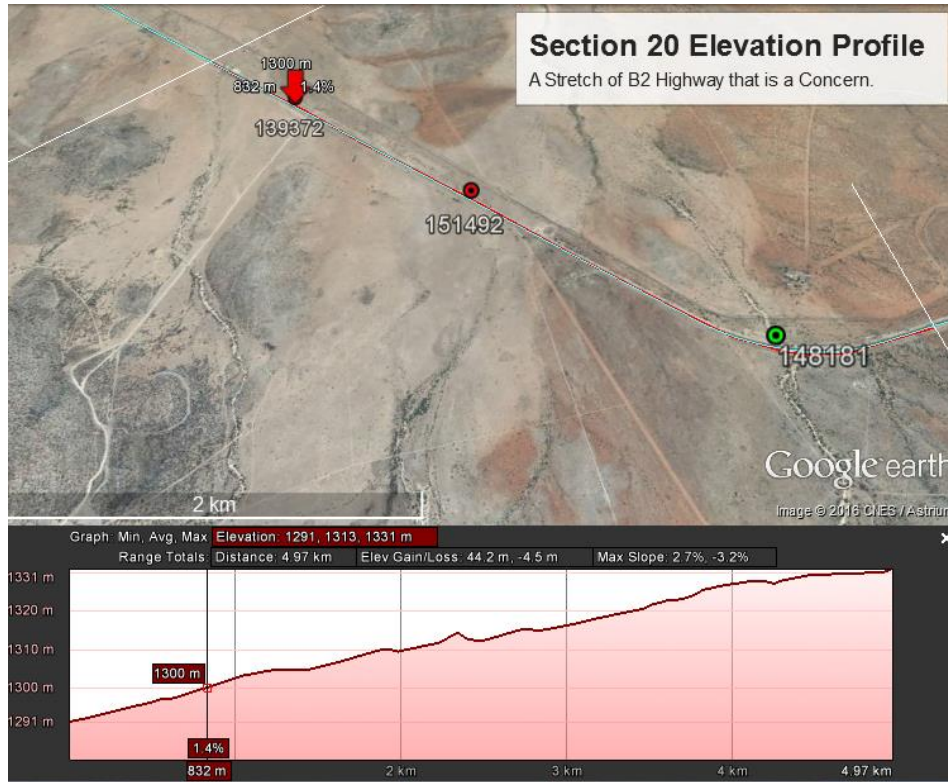 Section 20 Elevation Profile
A Stretch of B2 Highway that is a Concern.
1300 m
832 m 1.4%
139372
151492
148181
Google earth
2 km
Image © 2016 CNES / Astrium
Graph: Min, Avg, Max Elevation: 1291, 1313, 1331 m
Range Totals: Distance: 4.97 km Elev Gain/Loss: 44.2 m, -4.5 m Max Slope: 2.7%, -3.2%
1331 m
1320 m
1310 m
1300 m
1300 m
1291 m
1.4%
832 m 2 km 3 km 4 km 4.97 km